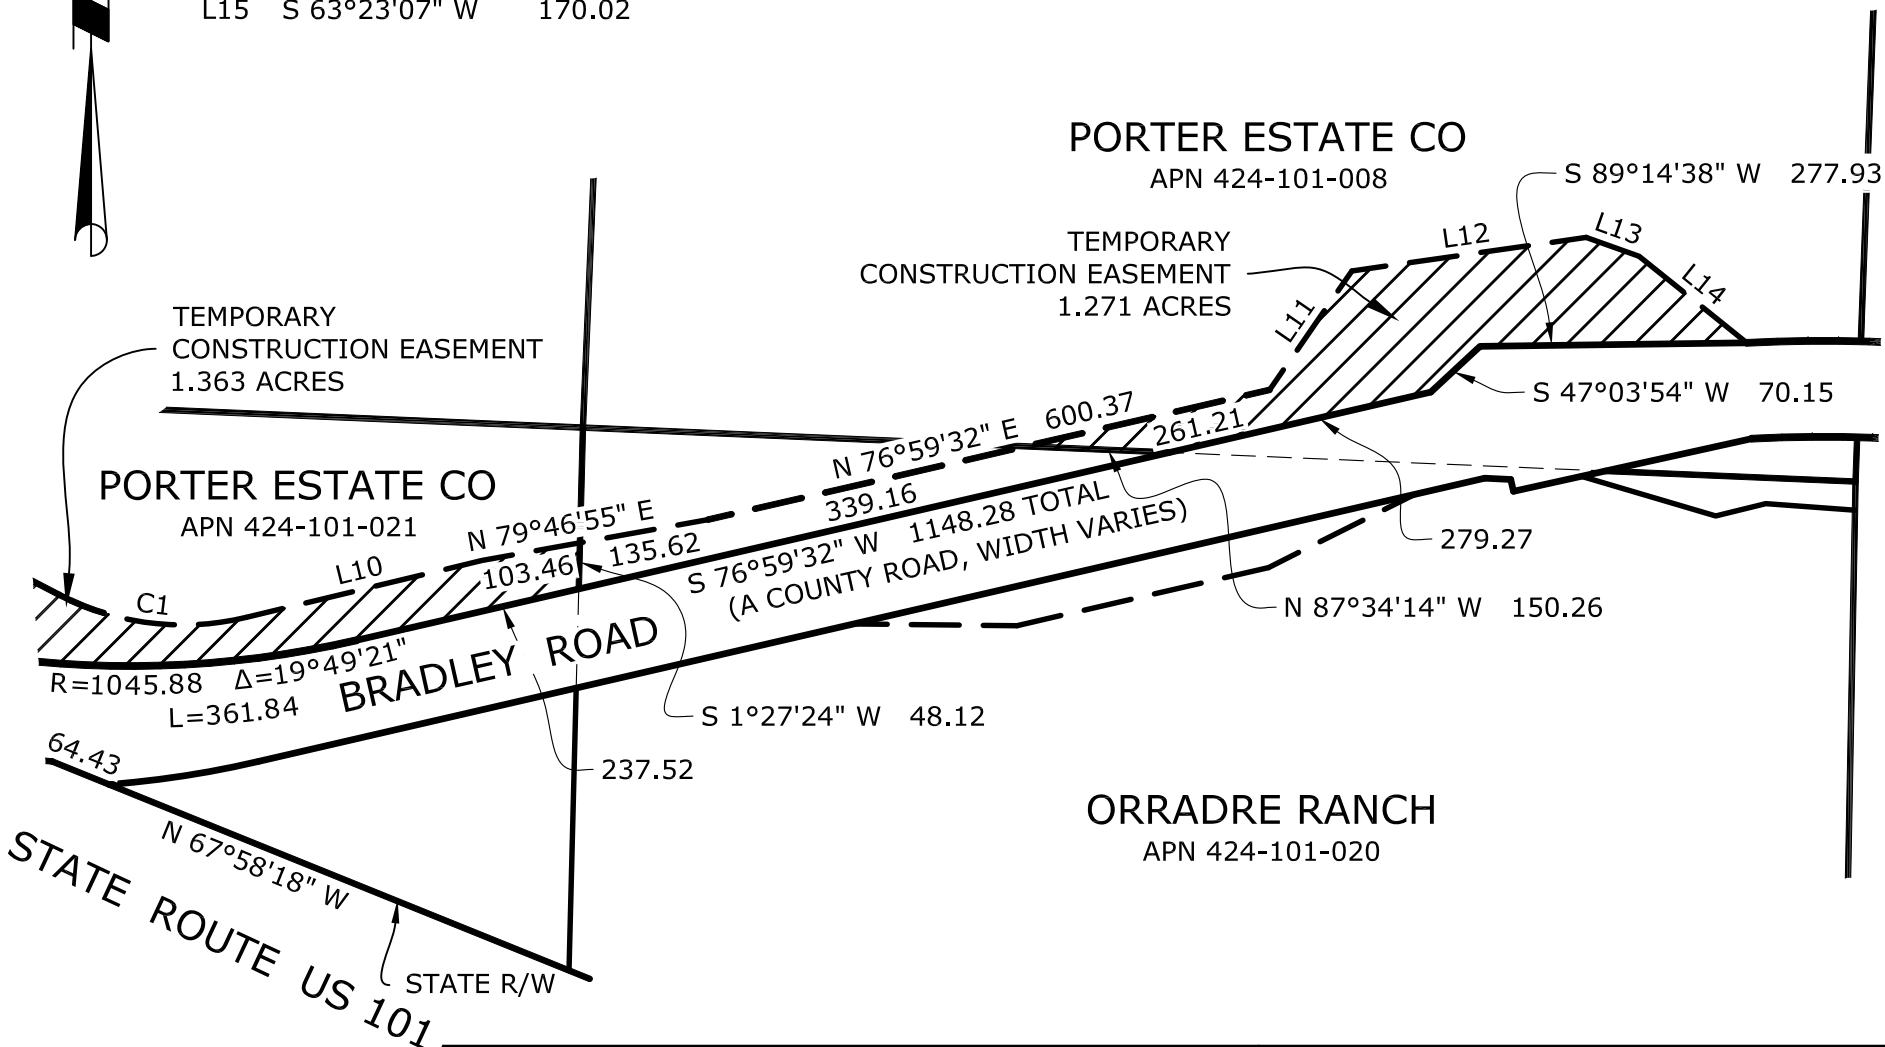 L15 S 63°23'07" W 170.02
PORTER ESTATE CO
APN 424-101-008
S 89°14'38" W 277.93
TEMPORARY
CONSTRUCTION EASEMENT
1.271 ACRES
L11
L12
L13
L14
TEMPORARY
CONSTRUCTION EASEMENT
1.363 ACRES
S 47°03'54" W 70.15
N 76°59'32" E 600.37
261.21
339.16
PORTER ESTATE CO
APN 424-101-021
N 79°46'55" E
103.46
135.62
L10
C1
S 76°59'32" W 1148.28 TOTAL
(A COUNTY ROAD, WIDTH VARIES)
279.27
N 87°34'14" W 150.26
R=1045.88 Δ=19°49'21"
L=361.84
BRADLEY ROAD
S 1°27'24" W 48.12
237.52
64.43
N 67°58'18" W
STATE ROUTE US 101
STATE R/W
ORRADRE RANCH
APN 424-101-020